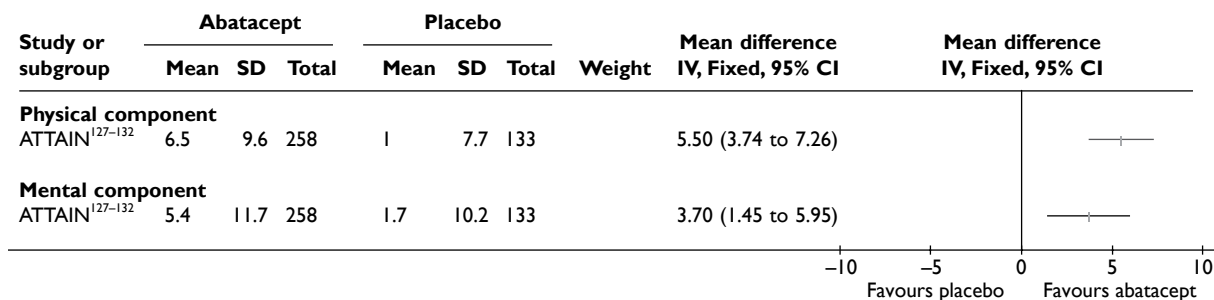 Abatacept Placebo
Study or subgroup Mean SD Total Mean SD Total Weight Mean difference IV, Fixed, 95% CI Mean difference IV, Fixed, 95% CI
Physical component
ATTAIN127–132 6.5 9.6 258 1 7.7 133 5.50 (3.74 to 7.26)
Mental component
ATTAIN127–132 5.4 11.7 258 1.7 10.2 133 3.70 (1.45 to 5.95)
–10 –5 0 5 10
Favours placebo Favours abatacept